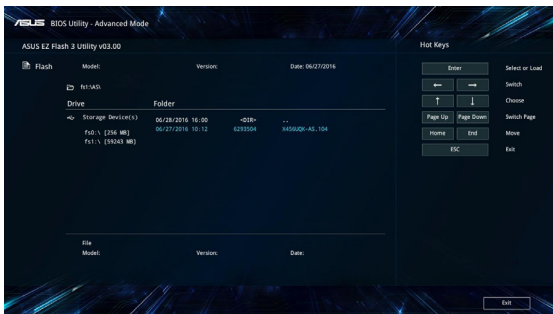 ASUS BIOS Utility - Advanced Mode
ASUS EZ Flash 3 Utility v03.00
Hot Keys
Flash Model: Version: Date: 06/27/2016
Enter Select or Load
fs1:\AS\
← → Switch
Drive Folder
↑ ↓ Choose
Storage Device(s) 06/28/2016 16:00 <DIR> ..
Page Up Page Down Switch Page
fs0:\ [256 MB] 06/27/2016 10:12 6293504 X456UQK-AS.104
fs1:\ [59243 MB]
Home End Move
ESC Exit
File
Model: Version: Date:
Exit